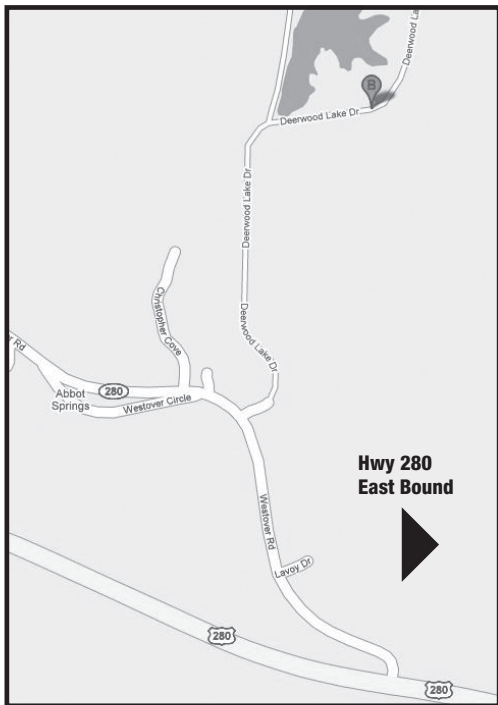 Deerwood La
B
Deerwood Lake Dr
Deerwood Lake Dr
Deerwood Lake Dr
Christopher Cove
r Rd
280
Abbot
Springs
Westover Circle
Hwy 280
East Bound
Westover Rd
Lavoy Dr
280
280